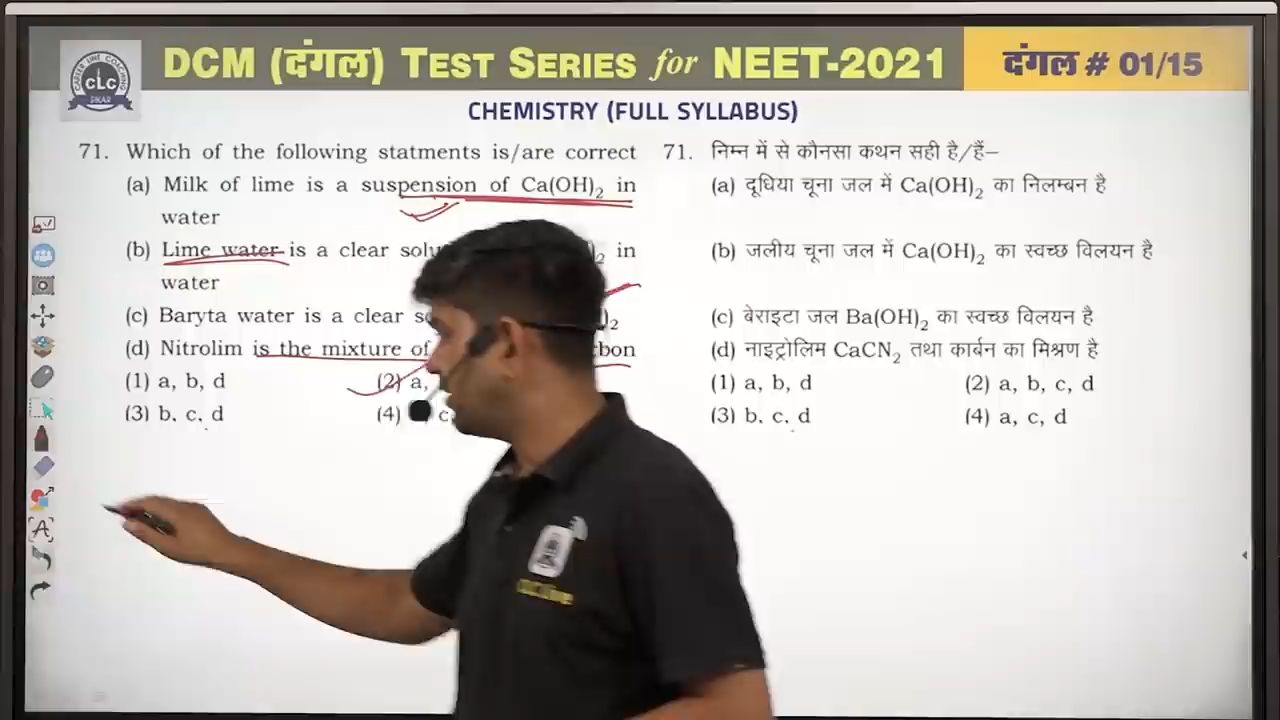 DCM (दंगल) TEST SERIES for NEET-2021
दंगल # 01/15
CLC
SIKAR
CHEMISTRY (FULL SYLLABUS)
71. Which of the following statments is/are correct
(a) Milk of lime is a suspension of Ca(OH)₂ in
water
(b) Lime water is a clear ₂ in
water
(c) Baryta water is a clear ₂
(d) Nitrolim is the mixture of
(1) a, b, d
(2) a,
(3) b, c, d
(4) c
71. निम्न में से कौनसा कथन सही है/हैं–
(a) दूधिया चूना जल में Ca(OH)₂ का निलम्बन है
(b) जलीय चूना जल में Ca(OH)₂ का स्वच्छ विलयन है
(c) बेराइटा जल Ba(OH)₂ का स्वच्छ विलयन है
(d) नाइट्रोलिम CaCN₂ तथा कार्बन का मिश्रण है
(1) a, b, d
(2) a, b, c, d
(3) b, c, d
(4) a, c, d